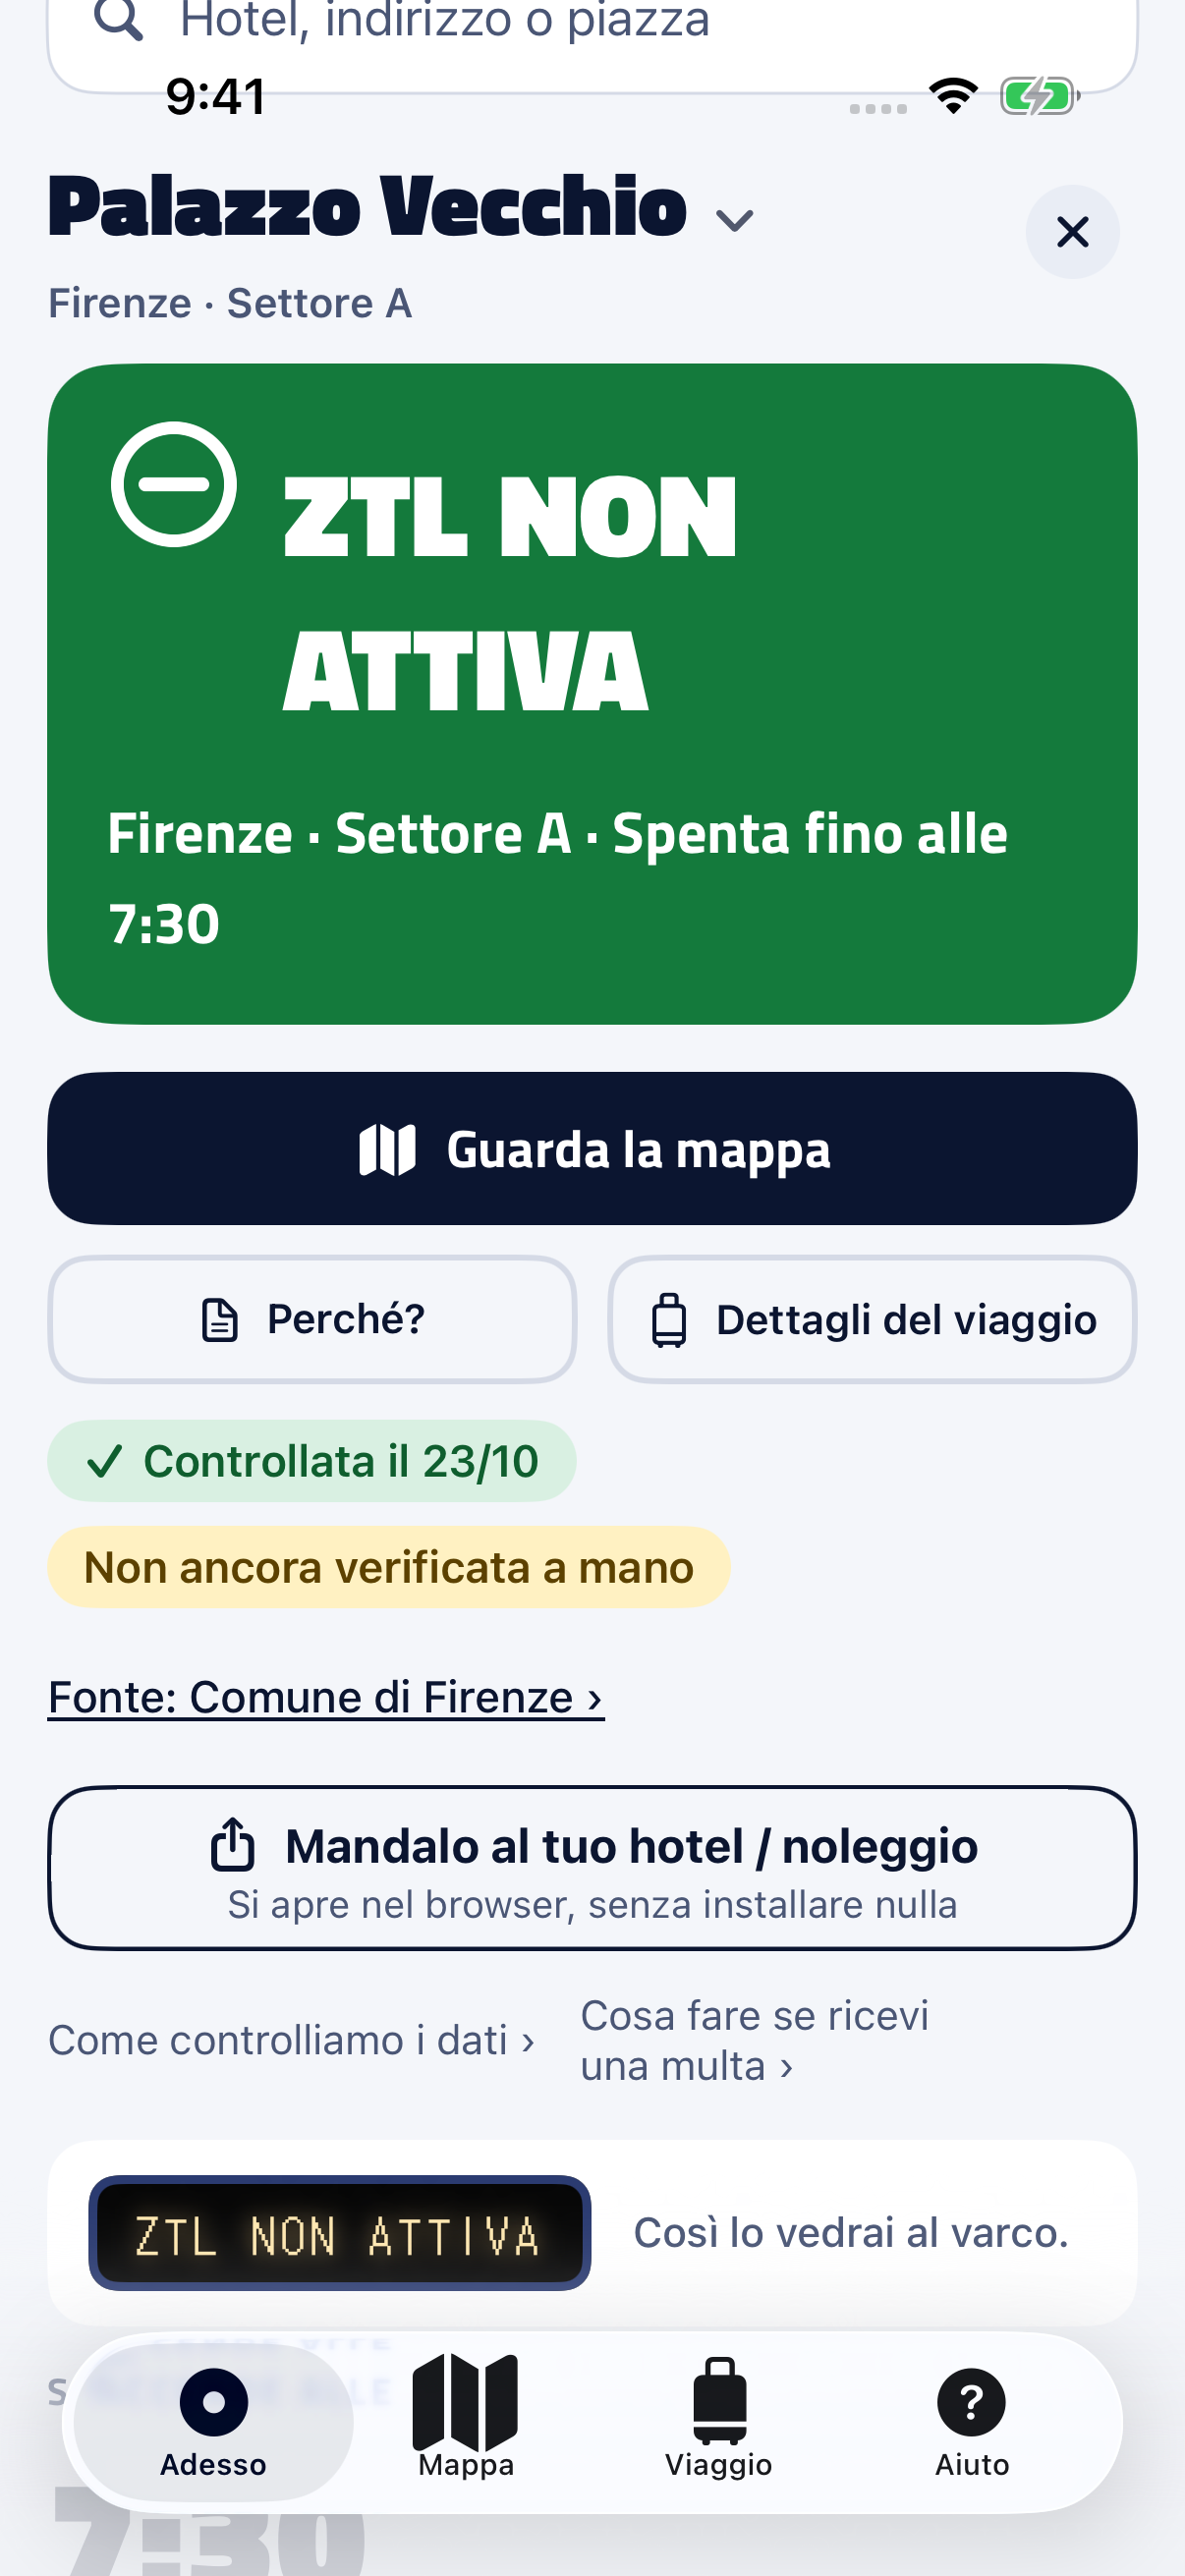 Hotel, indirizzo o piazza
9:41
Palazzo Vecchio
Firenze · Settore A
ZTL NON
ATTIVA
Firenze · Settore A · Spenta fino alle
7:30
Guarda la mappa
Perché?
Dettagli del viaggio
Controllata il 23/10
Non ancora verificata a mano
Fonte: Comune di Firenze ›
Mandalo al tuo hotel / noleggio
Si apre nel browser, senza installare nulla
Come controlliamo i dati ›
Cosa fare se ricevi
una multa ›
ZTL NON ATTIVA
Così lo vedrai al varco.
7:30
Adesso
Mappa
Viaggio
Aiuto